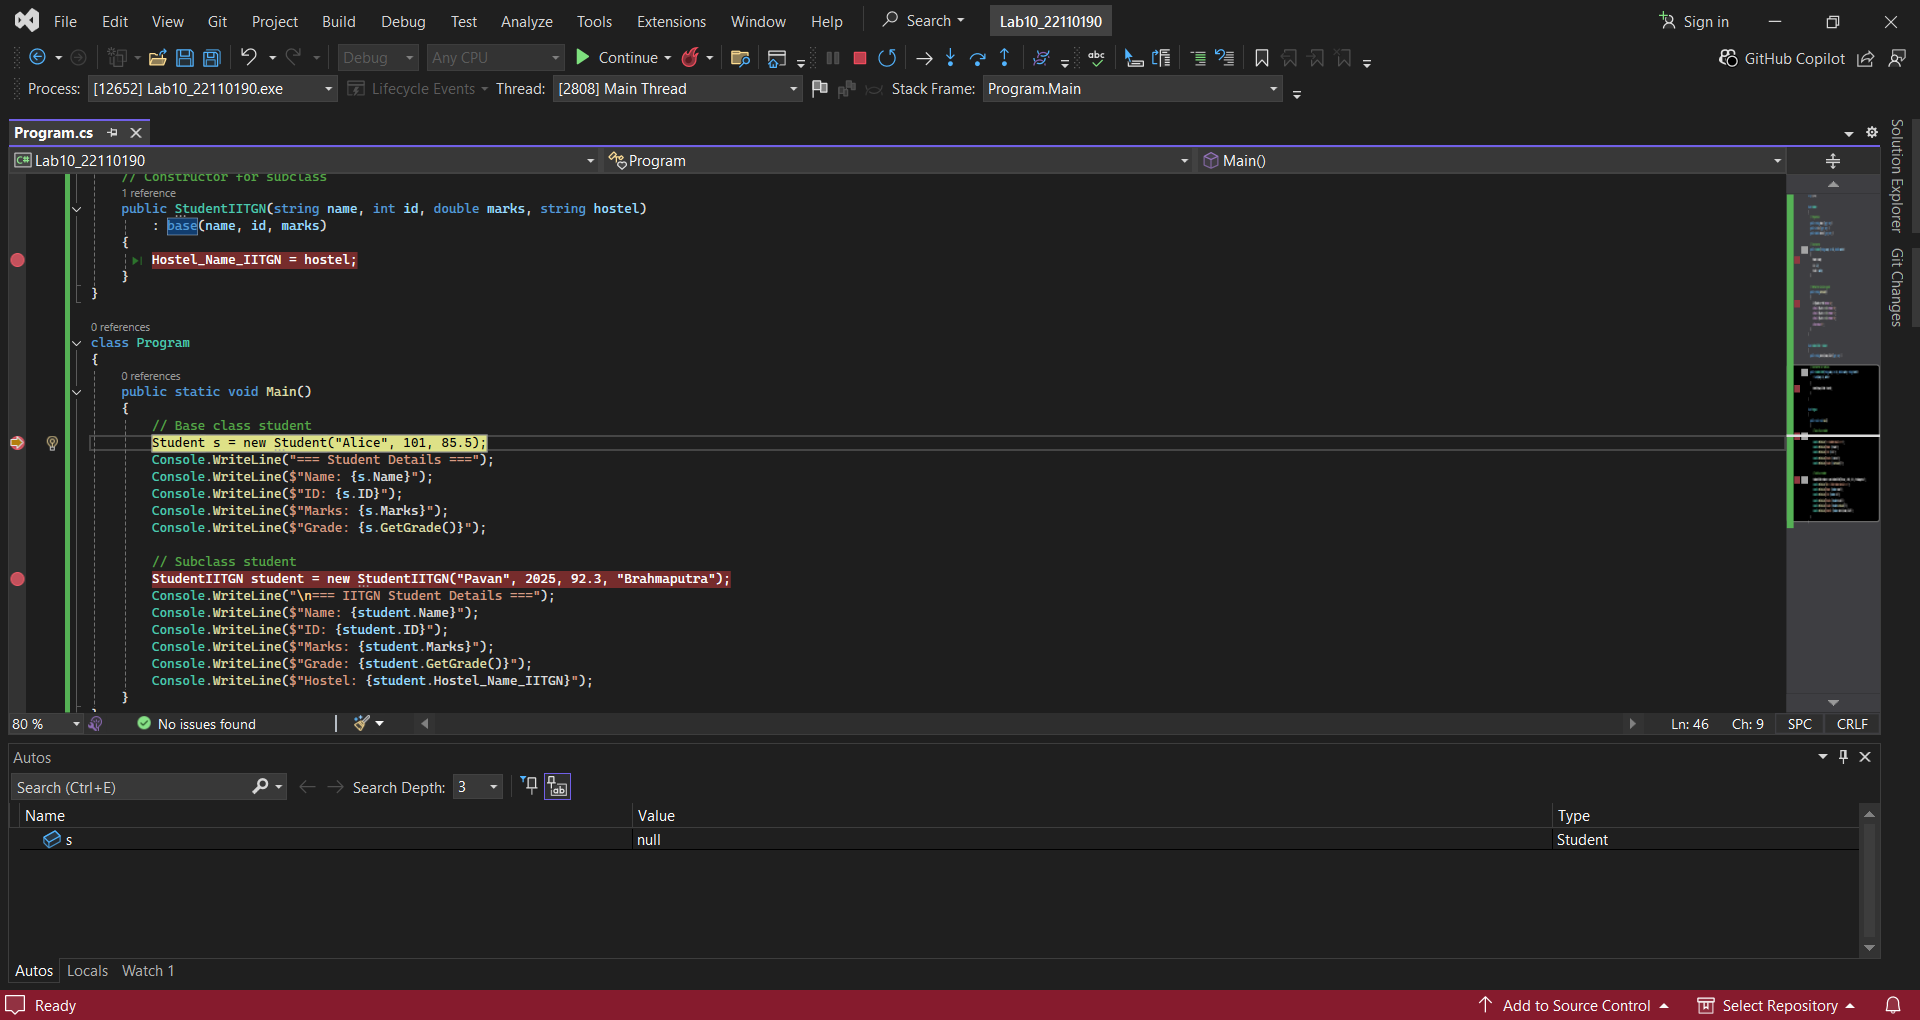 File Edit View Git Project Build Debug Test Analyze Tools Extensions Window Help Search Lab10_22110190 Sign in
Debug Any CPU Continue GitHub Copilot
Process: [12652] Lab10_22110190.exe Lifecycle Events Thread: [2808] Main Thread Stack Frame: Program.Main
Program.cs
Lab10_22110190 Program Main()
// Constructor for subclass
1 reference
public StudentIITGN(string name, int id, double marks, string hostel)
: base(name, id, marks)
{
Hostel_Name_IITGN = hostel;
}
}
0 references
class Program
{
0 references
public static void Main()
{
// Base class student
Student s = new Student("Alice", 101, 85.5);
Console.WriteLine("=== Student Details ===");
Console.WriteLine($"Name: {s.Name}");
Console.WriteLine($"ID: {s.ID}");
Console.WriteLine($"Marks: {s.Marks}");
Console.WriteLine($"Grade: {s.GetGrade()}");
// Subclass student
StudentIITGN student = new StudentIITGN("Pavan", 2025, 92.3, "Brahmaputra");
Console.WriteLine("\n=== IITGN Student Details ===");
Console.WriteLine($"Name: {student.Name}");
Console.WriteLine($"ID: {student.ID}");
Console.WriteLine($"Marks: {student.Marks}");
Console.WriteLine($"Grade: {student.GetGrade()}");
Console.WriteLine($"Hostel: {student.Hostel_Name_IITGN}");
}
80 % No issues found Ln: 46 Ch: 9 SPC CRLF
Solution Explorer
Git Changes
Autos
Search (Ctrl+E) Search Depth: 3
Name Value Type
s null Student
Autos Locals Watch 1
Ready Add to Source Control Select Repository